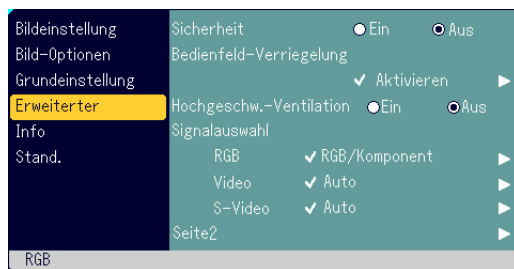 Bildeinstellung
Bild-Optionen
Grundeinstellung
Erweiterter
Info
Stand.
Sicherheit Ein Aus
Bedienfeld-Verriegelung
Aktivieren
Hochgeschw.-Ventilation Ein Aus
Signalauswahl
RGB RGB/Komponent
Video Auto
S-Video Auto
Seite2
RGB